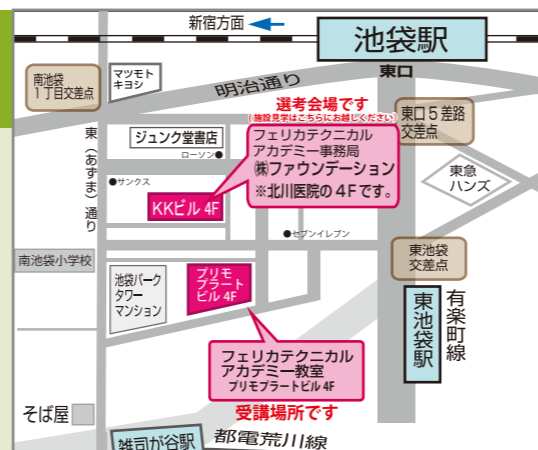 新宿方面
池袋駅
東口
南池袋
1丁目交差点
マツモト
キヨシ
明治通り
選考会場です
(施設見学はこちらにお越しください)
フェリカテクニカル
アカデミー事務局
㈱ファウンデーション
※北川医院の4Fです。
東口5差路
交差点
ジュンク堂書店
ローソン●
東急
ハンズ
東(あずま)通り
●サンクス
KKビル 4F
●セブンイレブン
東池袋
交差点
南池袋小学校
池袋パーク
タワー
マンション
プリモ
プラート
ビル 4F
東池袋駅
有楽町線
フェリカテクニカル
アカデミー教室
プリモプラートビル 4F
受講場所です
そば屋
雑司が谷駅
都電荒川線